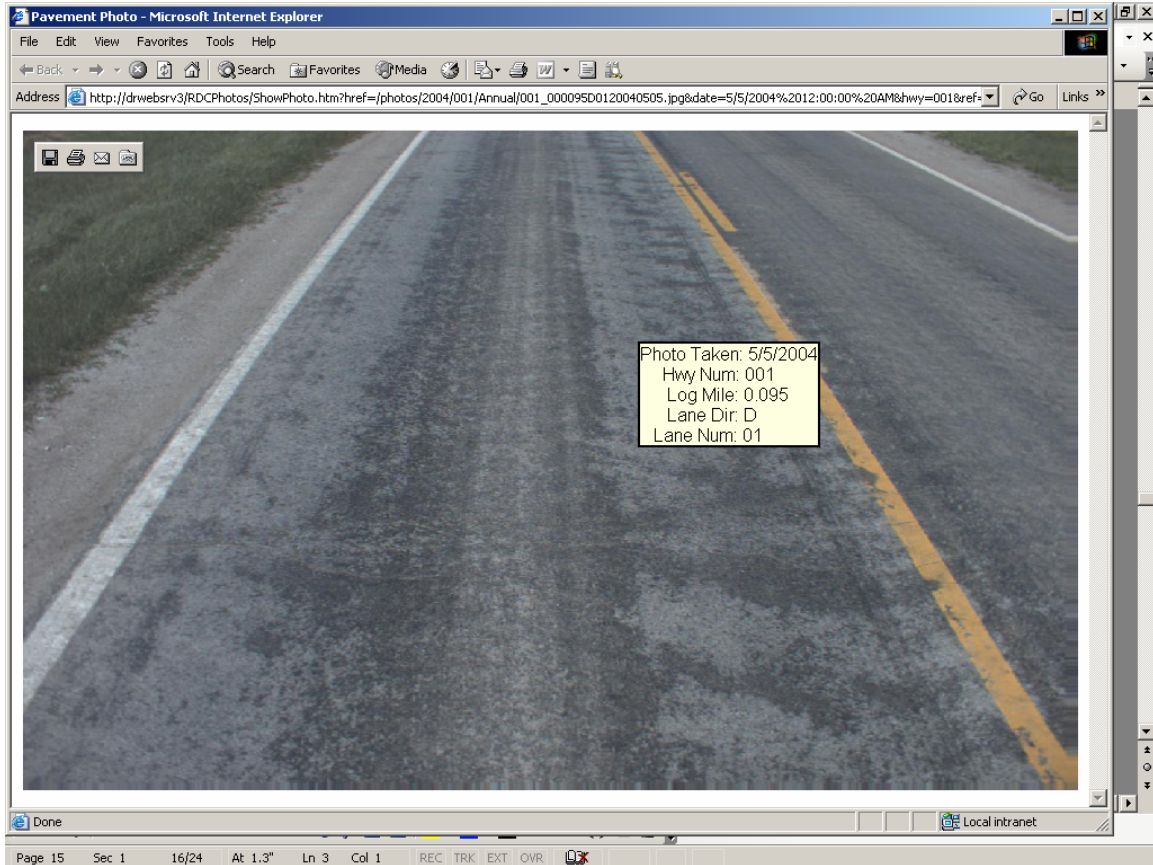 Pavement Photo - Microsoft Internet Explorer
File Edit View Favorites Tools Help
Back Search Favorites Media
Address http://drwebsrv3/RDCPhotos/ShowPhoto.htm?href=/photos/2004/001/Annual/001_000095D0120040505.jpg&date=5/5/2004%2012:00:00%20AM&hwy=001&ref= Go Links »
Photo Taken: 5/5/2004
Hwy Num: 001
Log Mile: 0.095
Lane Dir: D
Lane Num: 01
Done Local intranet
Page 15 Sec 1 16/24 At 1.3" Ln 3 Col 1 REC TRK EXT OVR